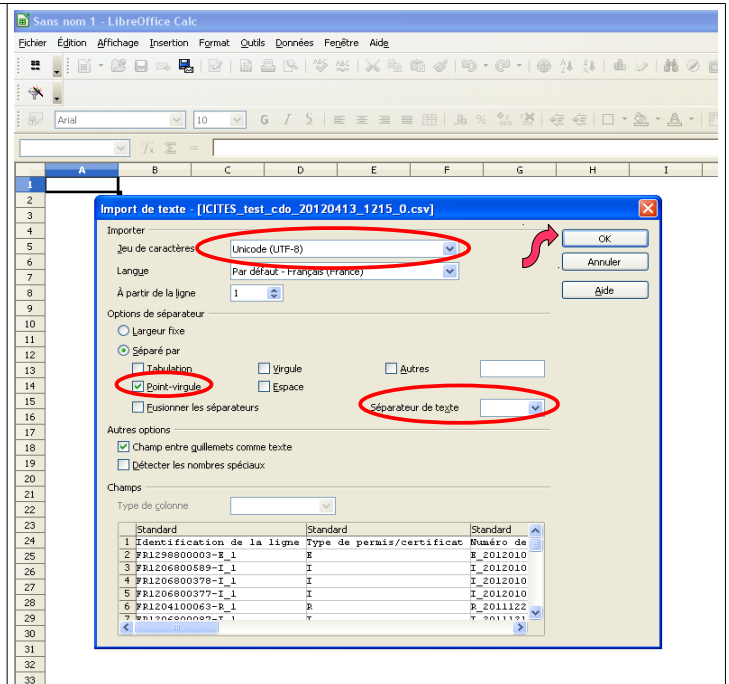 Sans nom 1 - LibreOffice Calc
Fichier Édition Affichage Insertion Format Outils Données Fenêtre Aide
Arial 10 G I S
A B C D E F G H I
1
2
3
4
5
6
7
8
9
10
11
12
13
14
15
16
17
18
19
20
21
22
23
24
25
26
27
28
29
30
31
32
33
Import de texte - [ICITES_test_cdo_20120413_1215_0.csv]
Importer
Jeu de caractères Unicode (UTF-8)
Langue Par défaut - Français (France)
À partir de la ligne 1
OK
Annuler
Aide
Options de séparateur
Largeur fixe
Séparé par
Tabulation Virgule Autres
Point-virgule Espace
Fusionner les séparateurs Séparateur de texte
Autres options
Champ entre guillemets comme texte
Détecter les nombres spéciaux
Champs
Type de colonne
Standard Standard Standard
1 Identification de la ligne Type de permis/certificat Numéro de
2 FR1298800003-E_1 E E_2012010
3 FR1206800589-I_1 I I_2012010
4 FR1206800378-I_1 I I_2012010
5 FR1206800377-I_1 I I_2012010
6 FR1204100063-R_1 R R_2011122
7 FR1206800087-I_1 I I_2011121